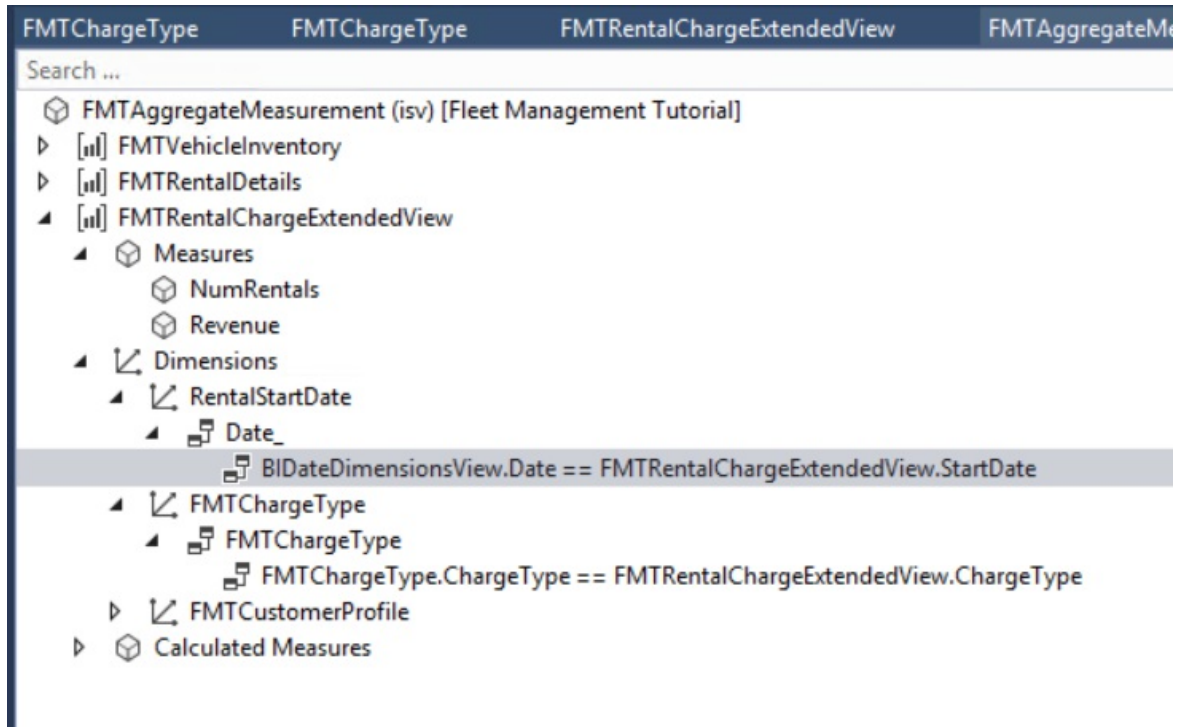 FMTChargeType FMTChargeType FMTRentalChargeExtendedView FMTAggregateMe
Search ...
FMTAggregateMeasurement (isv) [Fleet Management Tutorial]
FMTVehicleInventory
FMTRentalDetails
FMTRentalChargeExtendedView
Measures
NumRentals
Revenue
Dimensions
RentalStartDate
Date_
BIDateDimensionsView.Date == FMTRentalChargeExtendedView.StartDate
FMTChargeType
FMTChargeType
FMTChargeType.ChargeType == FMTRentalChargeExtendedView.ChargeType
FMTCustomerProfile
Calculated Measures